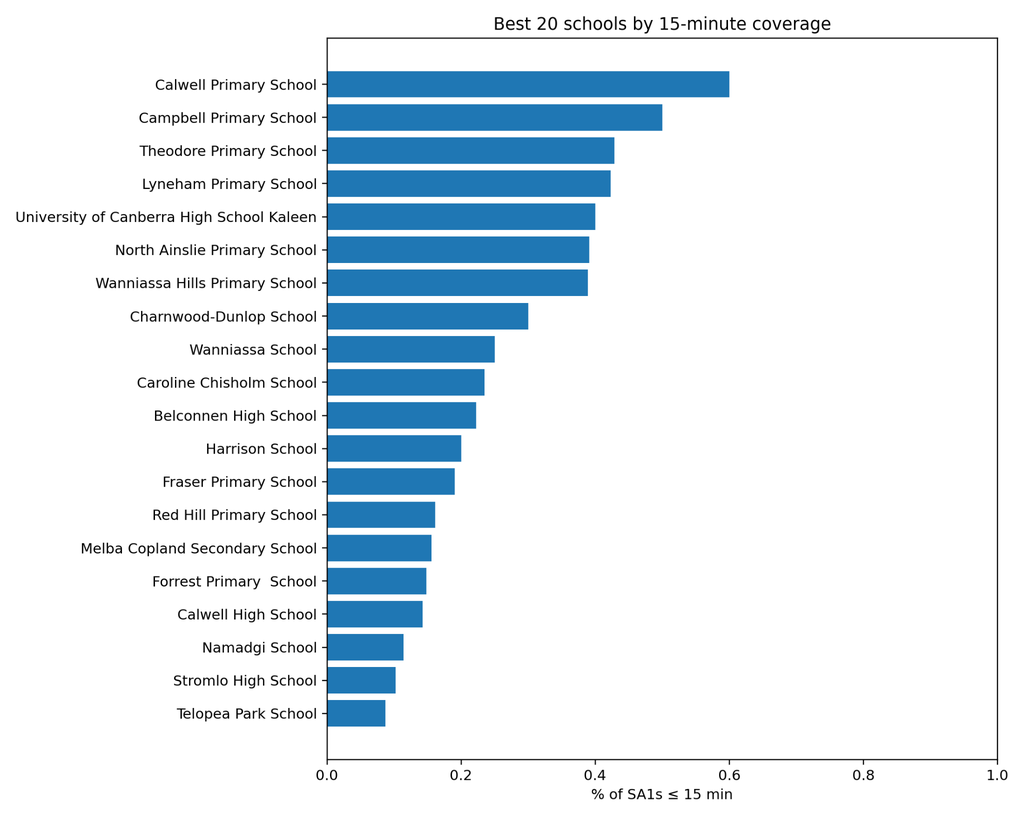 Best 20 schools by 15-minute coverage
Calwell Primary School
Campbell Primary School
Theodore Primary School
Lyneham Primary School
University of Canberra High School Kaleen
North Ainslie Primary School
Wanniassa Hills Primary School
Charnwood-Dunlop School
Wanniassa School
Caroline Chisholm School
Belconnen High School
Harrison School
Fraser Primary School
Red Hill Primary School
Melba Copland Secondary School
Forrest Primary  School
Calwell High School
Namadgi School
Stromlo High School
Telopea Park School
0.0 0.2 0.4 0.6 0.8 1.0
% of SA1s ≤ 15 min